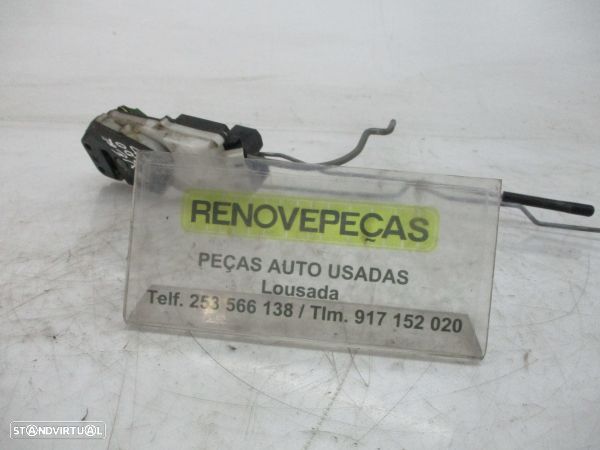 RENOVEPEÇAS
PEÇAS AUTO USADAS
Lousada
Telf. 253 566 138 / Tlm. 917 152 020
STANDVIRTUAL